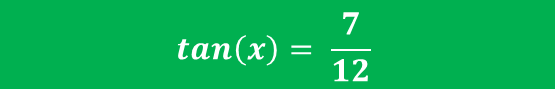 tan(x) = 7/12